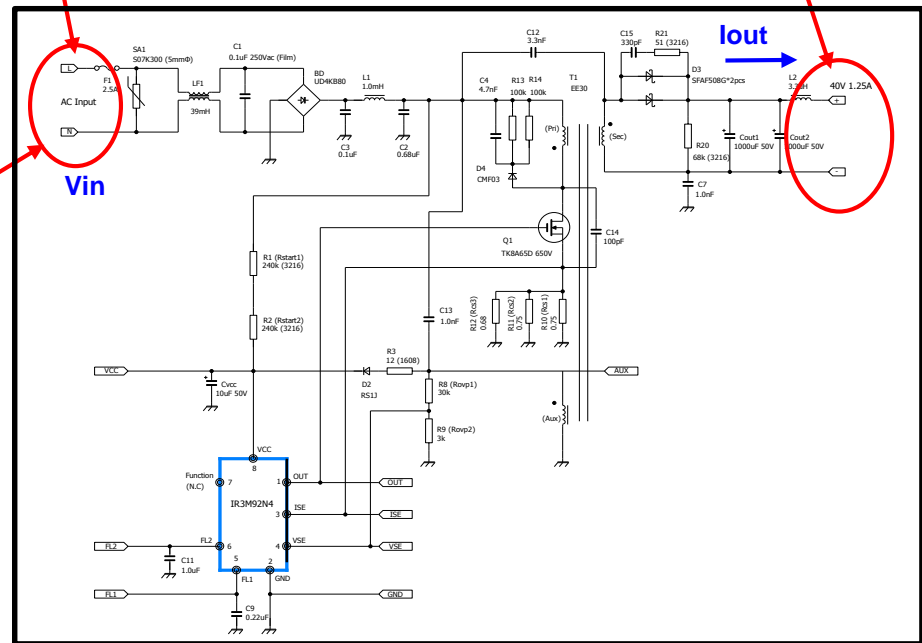 SA1
S07K300 (5mmΦ)
C1
0.1uF 250Vac (Film)
L
F1
2.5A
AC Input
N
LF1
39mH
BD
UD4KB80
L1
1.0mH
C3
0.1uF
C2
0.68uF
Vin
C12
3.3nF
C4
4.7nF
R13 R14
100k 100k
T1
EE30
(Pri)
(Sec)
D4
CMF03
C15
330pF
R21
51 (3216)
Iout
D3
SFAF508G*2pcs
L2
40V 1.25A
+
-
R20
68k (3216)
Cout1
1000uF 50V
Cout2
000uF 50V
C7
1.0nF
Q1
TK8A65D 650V
C14
100pF
R1 (Rstart1)
240k (3216)
R2 (Rstart2)
240k (3216)
C13
1.0nF
R12 (Rcs3)
0.68
R11 (Rcs2)
0.75
R10 (Rcs1)
0.75
VCC
Cvcc
10uF 50V
D2
RS1J
R3
12 (1608)
AUX
R8 (Rovp1)
30k
R9 (Rovp2)
3k
(Aux)
VCC
8
Function
(N.C)
7
IR3M92N4
1
OUT
OUT
3
ISE
ISE
4
VSE
VSE
FL2
FL2
6
C11
1.0uF
5
FL1
2
GND
FL1
GND
C9
0.22uF